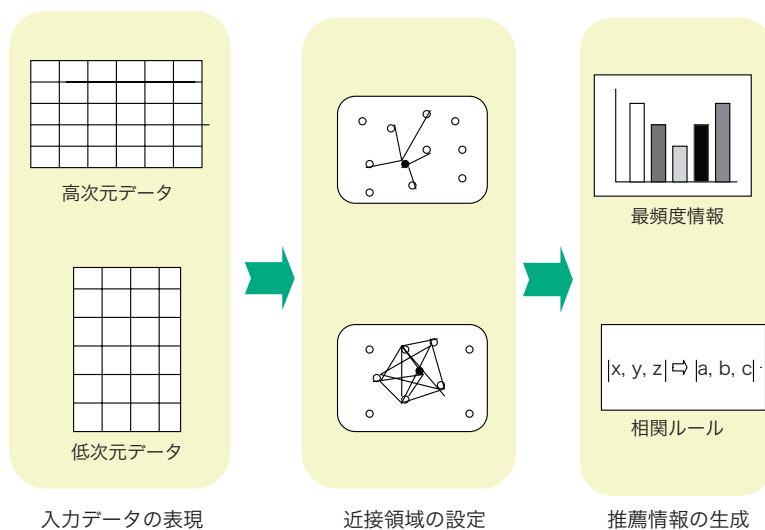 高次元データ
低次元データ
入力データの表現
近接領域の設定
最頻度情報
|x, y, z| ⇨ |a, b, c|
相関ルール
推薦情報の生成